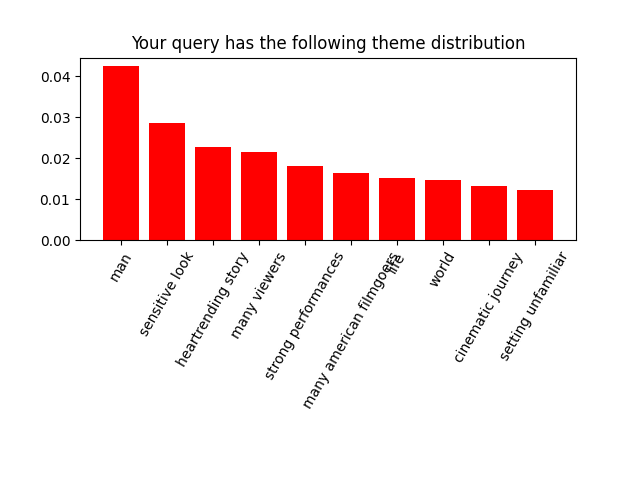 Your query has the following theme distribution
0.04
0.03
0.02
0.01
0.00
man
sensitive look
heartrending story
many viewers
strong performances
many american filmgoers
life
world
cinematic journey
setting unfamiliar